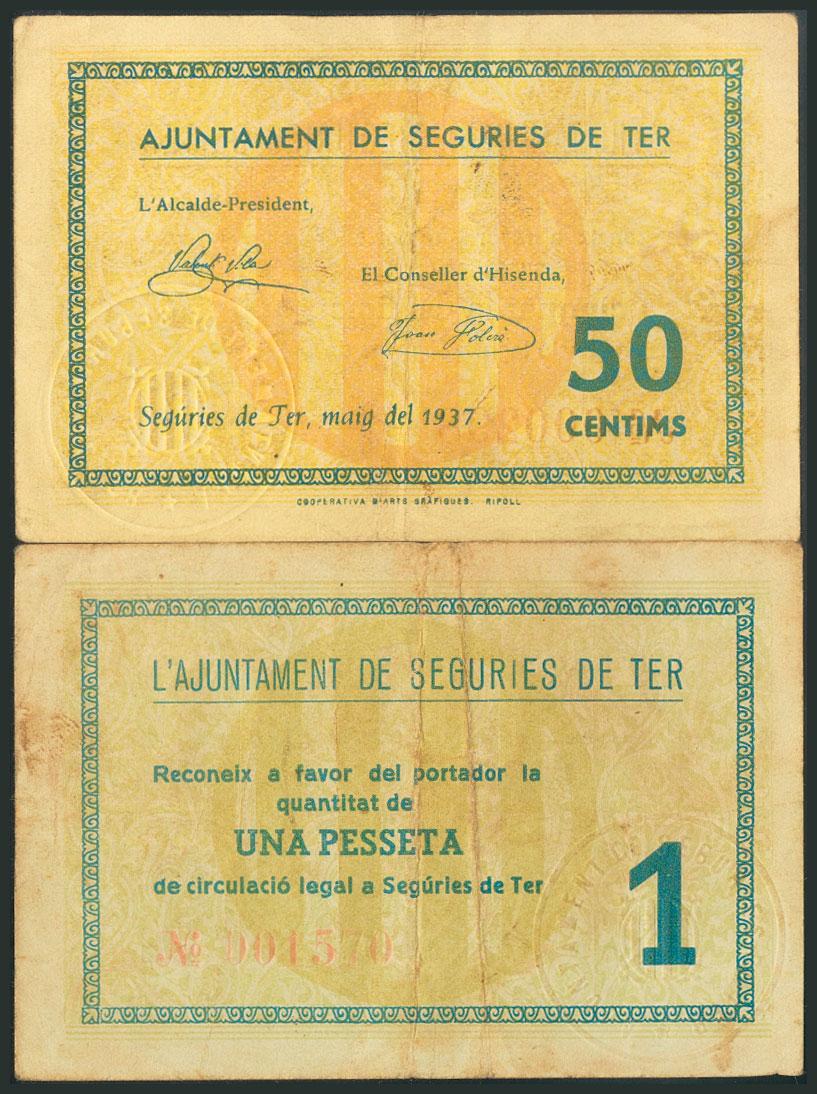 AJUNTAMENT DE SEGURIES DE TER
L'Alcalde-President,
El Conseller d'Hisenda,
50
CENTIMS
Segúries de Ter, maig del 1937.
COOPERATIVA D'ARTS GRÀFIQUES. RIPOLL
L'AJUNTAMENT DE SEGURIES DE TER
Reconeix a favor del portador la
quantitat de
UNA PESSETA
de circulació legal a Segúries de Ter
1
Nº 001570